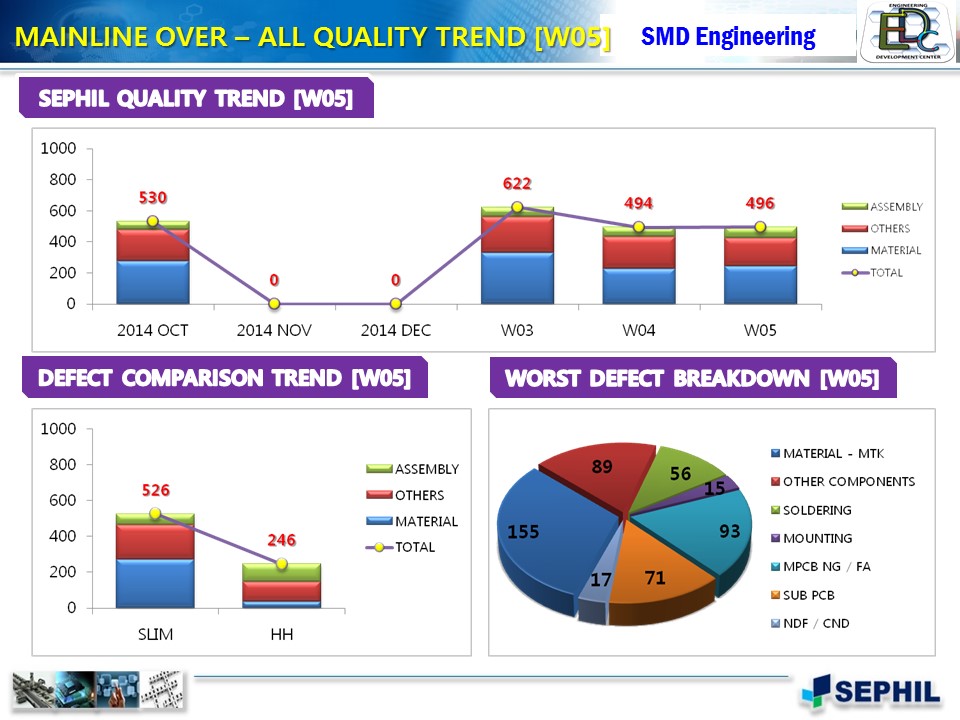 MAINLINE OVER – ALL QUALITY TREND [W05]
SMD Engineering
ENGINEERING
EDC
DEVELOPMENT CENTER
SEPHIL QUALITY TREND [W05]
1000
800
600
400
200
0
530
0
0
622
494
496
2014 OCT
2014 NOV
2014 DEC
W03
W04
W05
ASSEMBLY
OTHERS
MATERIAL
TOTAL
DEFECT COMPARISON TREND [W05]
1000
800
600
400
200
0
526
246
SLIM
HH
ASSEMBLY
OTHERS
MATERIAL
TOTAL
WORST DEFECT BREAKDOWN [W05]
89
56
15
155
93
17
71
MATERIAL - MTK
OTHER COMPONENTS
SOLDERING
MOUNTING
MPCB NG / FA
SUB PCB
NDF / CND
SEPHIL